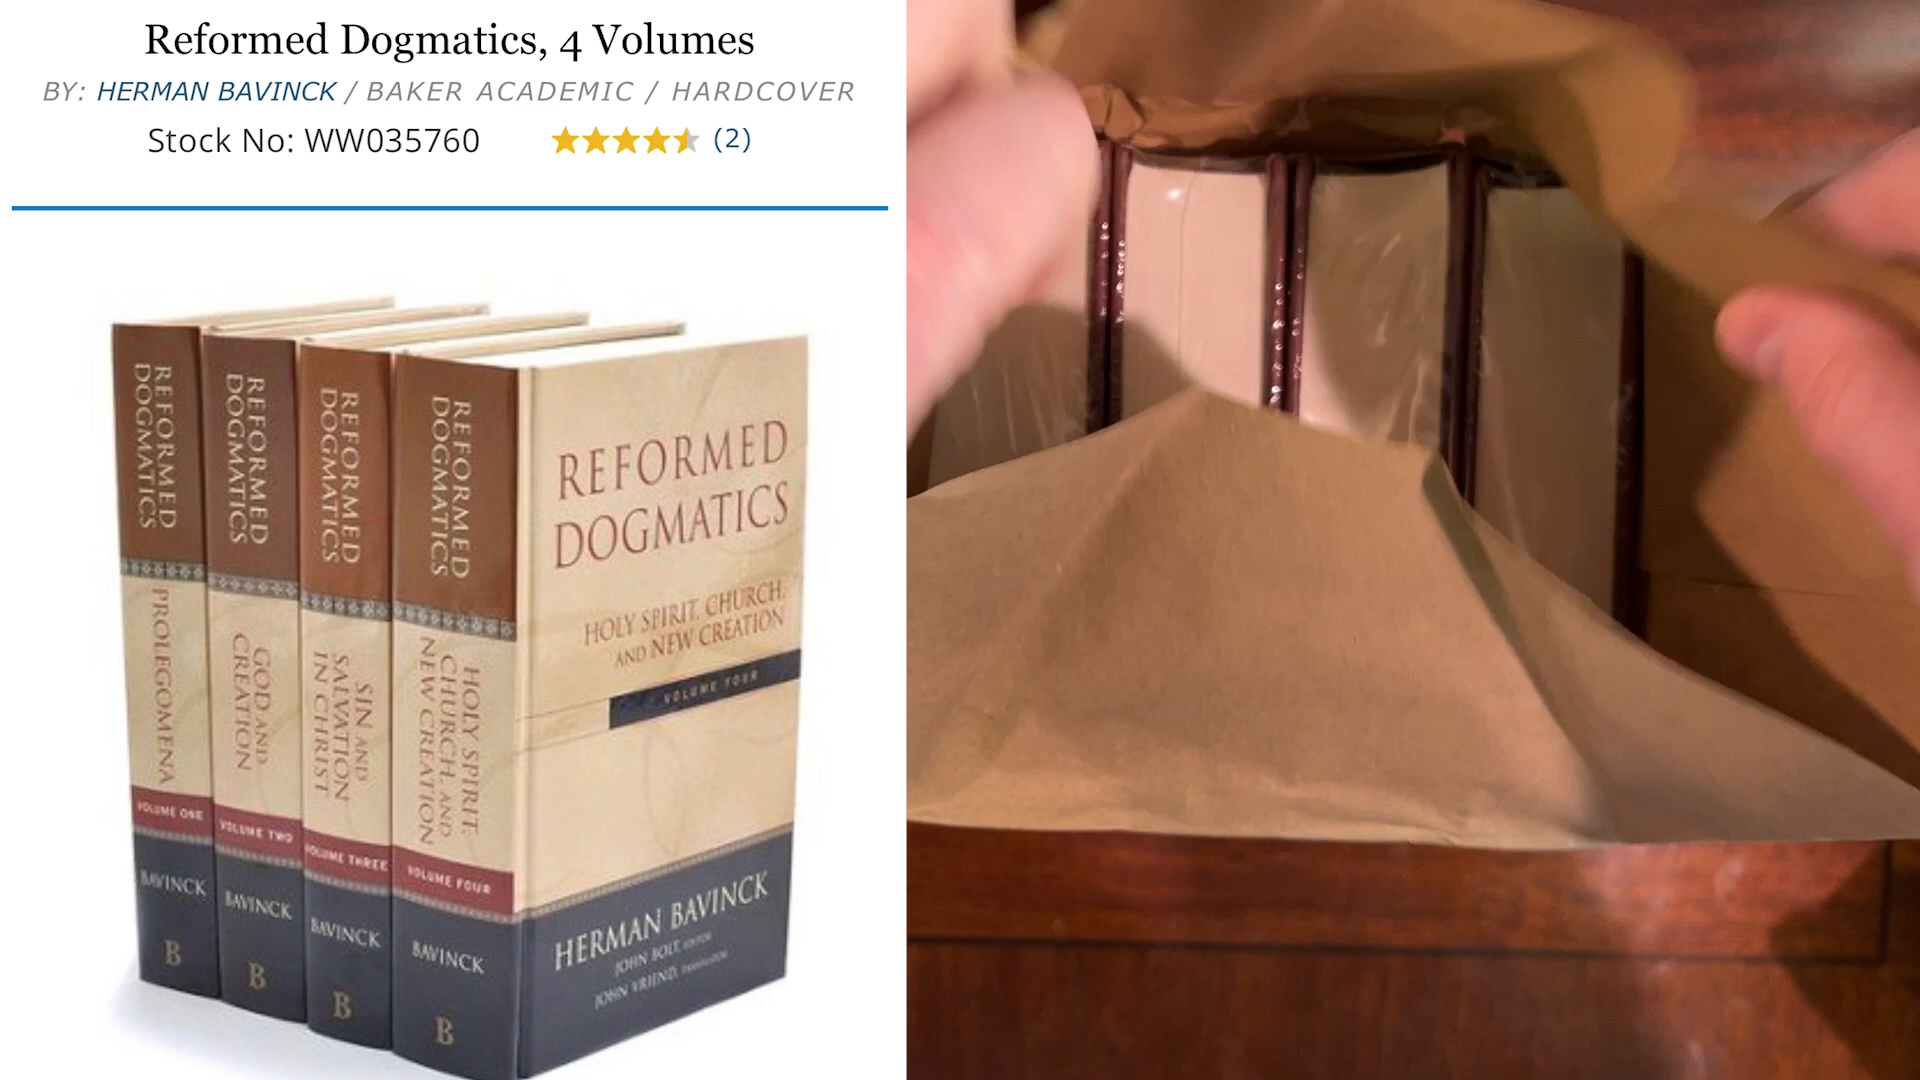 Reformed Dogmatics, 4 Volumes
BY: HERMAN BAVINCK / BAKER ACADEMIC / HARDCOVER
Stock No: WW035760 (2)
REFORMED DOGMATICS
PROLEGOMENA
VOLUME ONE
BAVINCK
B
REFORMED DOGMATICS
GOD AND CREATION
VOLUME TWO
BAVINCK
B
REFORMED DOGMATICS
SIN AND SALVATION IN CHRIST
VOLUME THREE
BAVINCK
B
REFORMED DOGMATICS
HOLY SPIRIT, CHURCH, AND NEW CREATION
VOLUME FOUR
BAVINCK
B
REFORMED
DOGMATICS
HOLY SPIRIT, CHURCH,
AND NEW CREATION
VOLUME FOUR
HERMAN BAVINCK
JOHN BOLT, EDITOR
JOHN VRIEND, TRANSLATOR